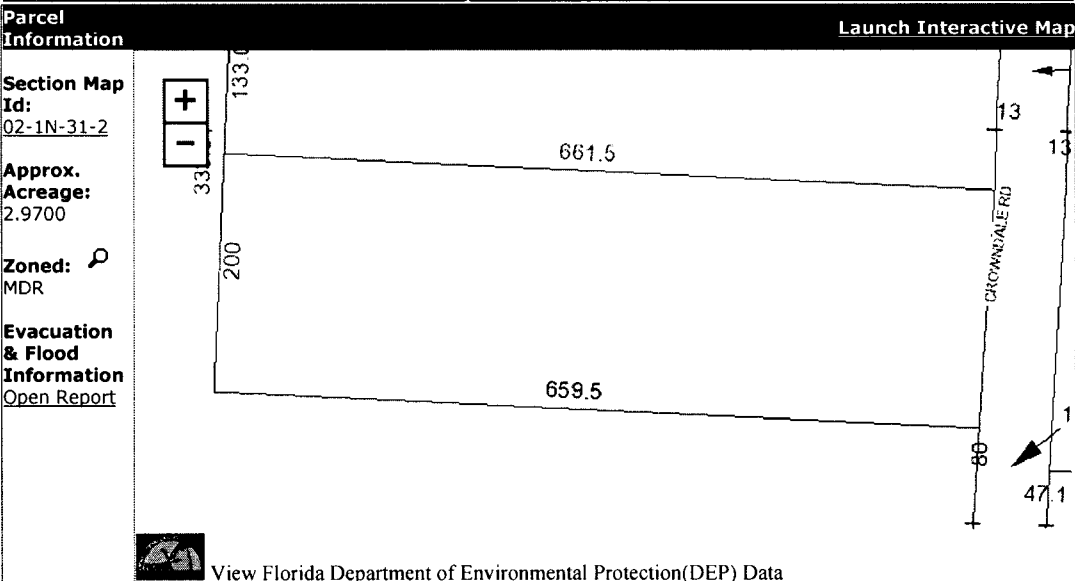 Parcel
Information
Launch Interactive Map
Section Map
Id:
02-1N-31-2
Approx.
Acreage:
2.9700
Zoned:
MDR
Evacuation
& Flood
Information
Open Report
+
−
133.0
661.5
13
13
200
CROWNDALE RD
659.5
80
1
47.1
View Florida Department of Environmental Protection(DEP) Data